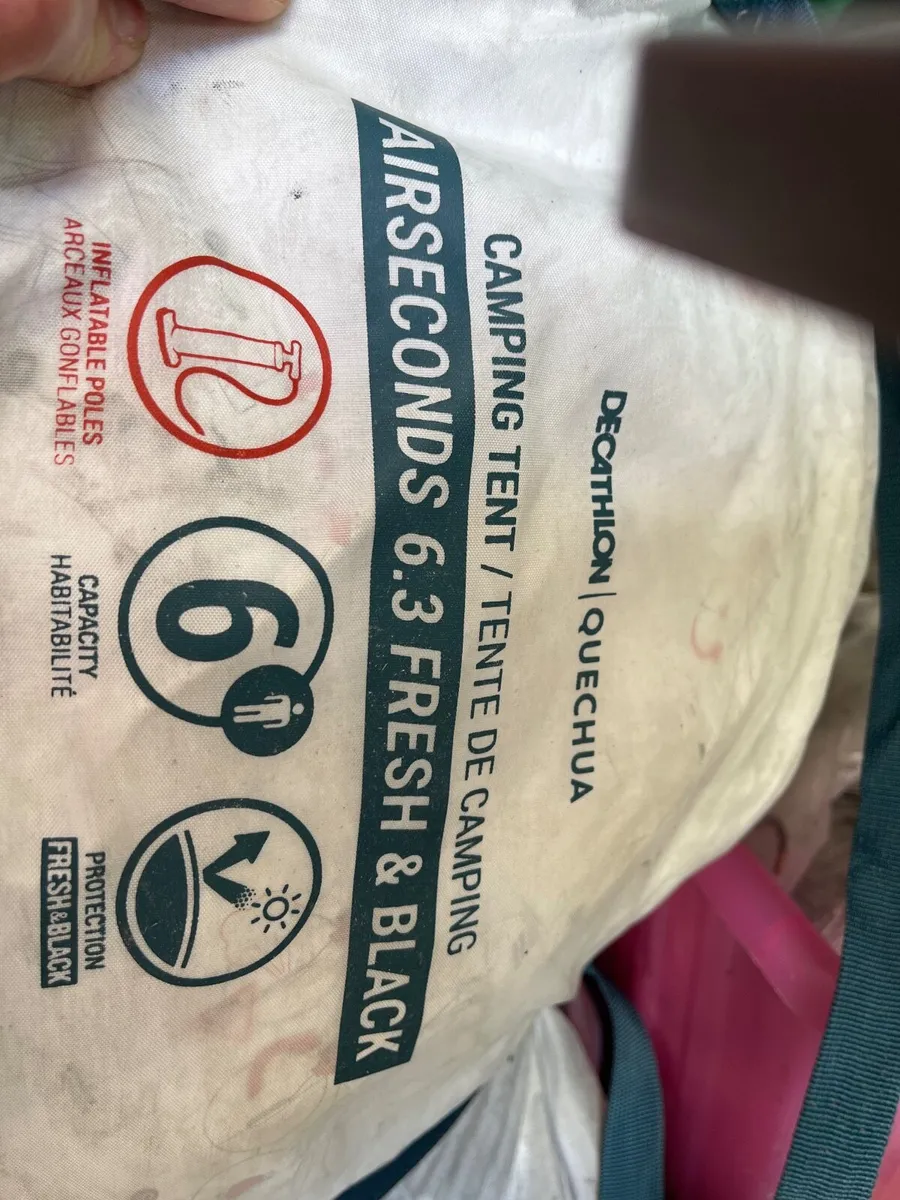 DECATHLON | QUECHUA
CAMPING TENT / TENTE DE CAMPING
AIRSECONDS 6.3 FRESH & BLACK
6
INFLATABLE POLES
ARCEAUX GONFLABLES
CAPACITY
HABITABILITÉ
PROTECTION
FRESH&BLACK